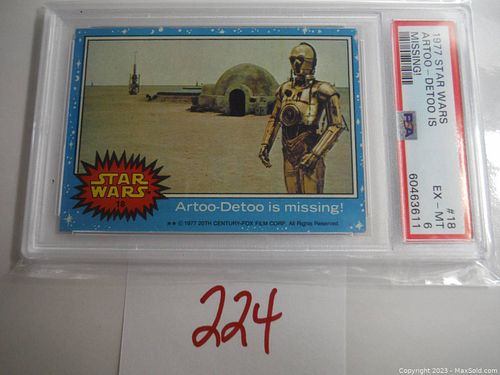 STAR
WARS
18
Artoo-Detoo is missing!
★★ © 1977 20TH CENTURY-FOX FILM CORP. All Rights Reserved.
1977 STAR WARS
ARTOO-DETOO IS
MISSING!
#18
EX-MT
6
PSA
60463611
224
Copyright 2023 - MaxSold.com